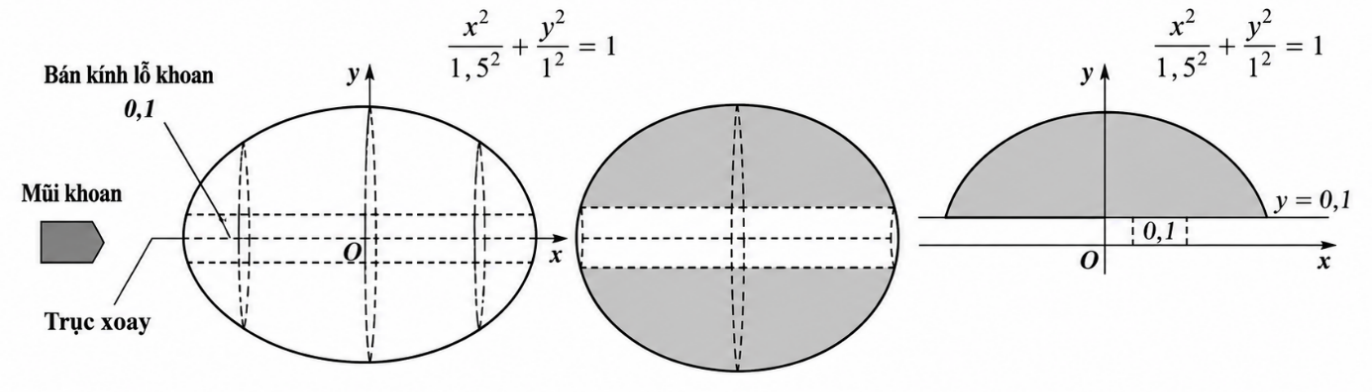 x²/1,5² + y²/1² = 1
Bán kính lỗ khoan
0,1
y
Mũi khoan
O
x
Trục xoay
x²/1,5² + y²/1² = 1
y
y = 0,1
0,1
O
x